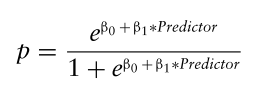 p = e^{β₀ + β₁*Predictor} / 1 + e^{β₀ + β₁*Predictor}